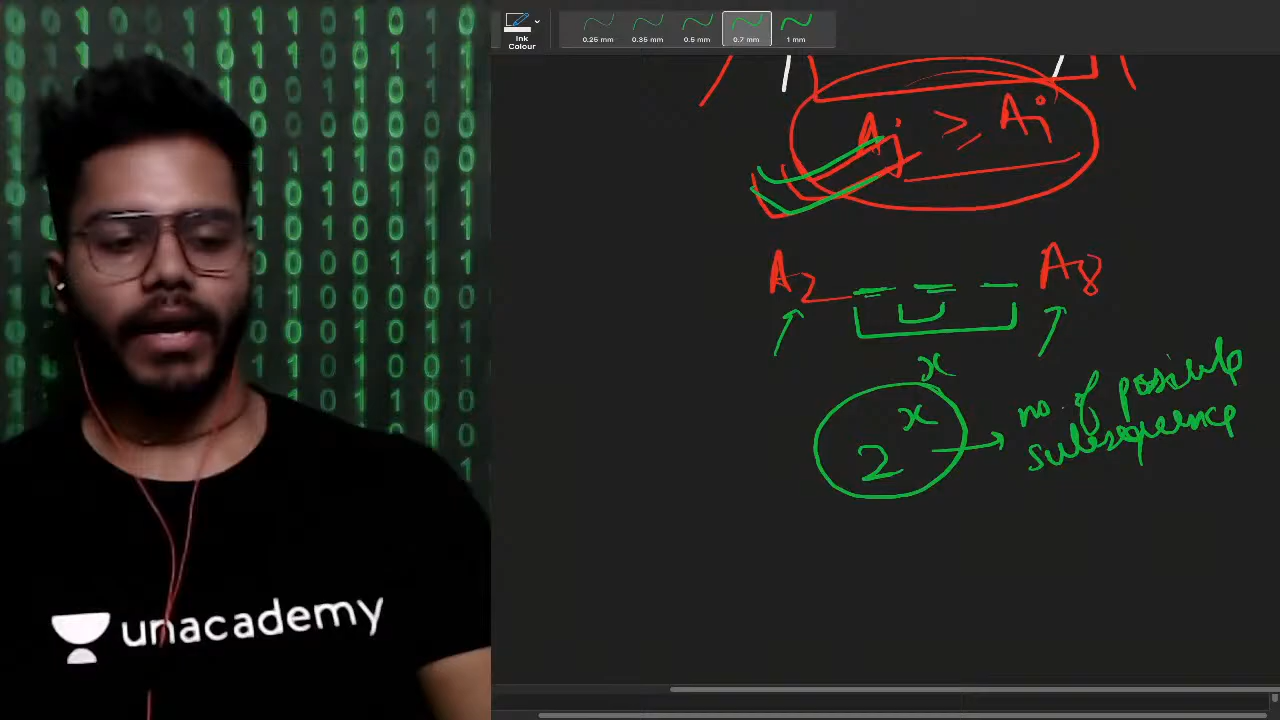 Ink
Colour
0.25 mm
0.35 mm
0.5 mm
0.7 mm
1 mm
Aj ≥ Ai
A2 A8
x
2^x → no. of possible
subsequence
unacademy